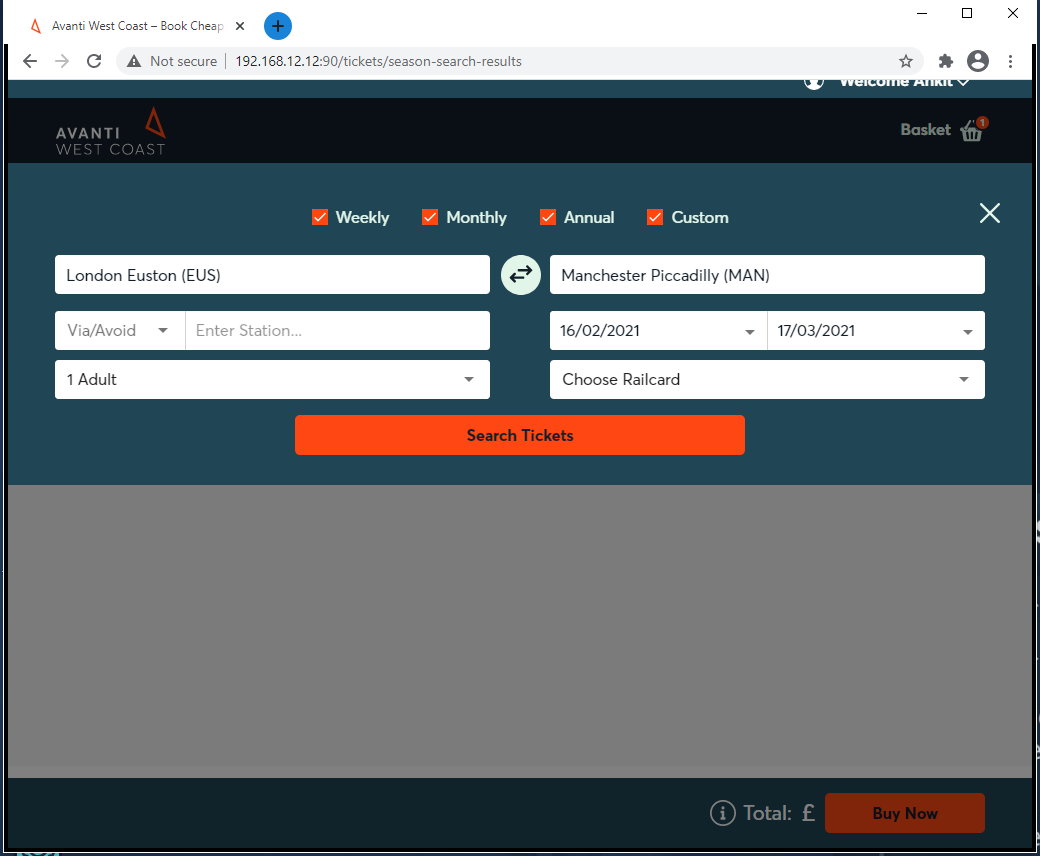 Avanti West Coast – Book Cheap
Not secure
192.168.12.12:90/tickets/season-search-results
Welcome Ankit
AVANTI
WEST COAST
Basket
1
Weekly
Monthly
Annual
Custom
London Euston (EUS)
Manchester Piccadilly (MAN)
Via/Avoid
Enter Station...
16/02/2021
17/03/2021
1 Adult
Choose Railcard
Search Tickets
Total: £
Buy Now